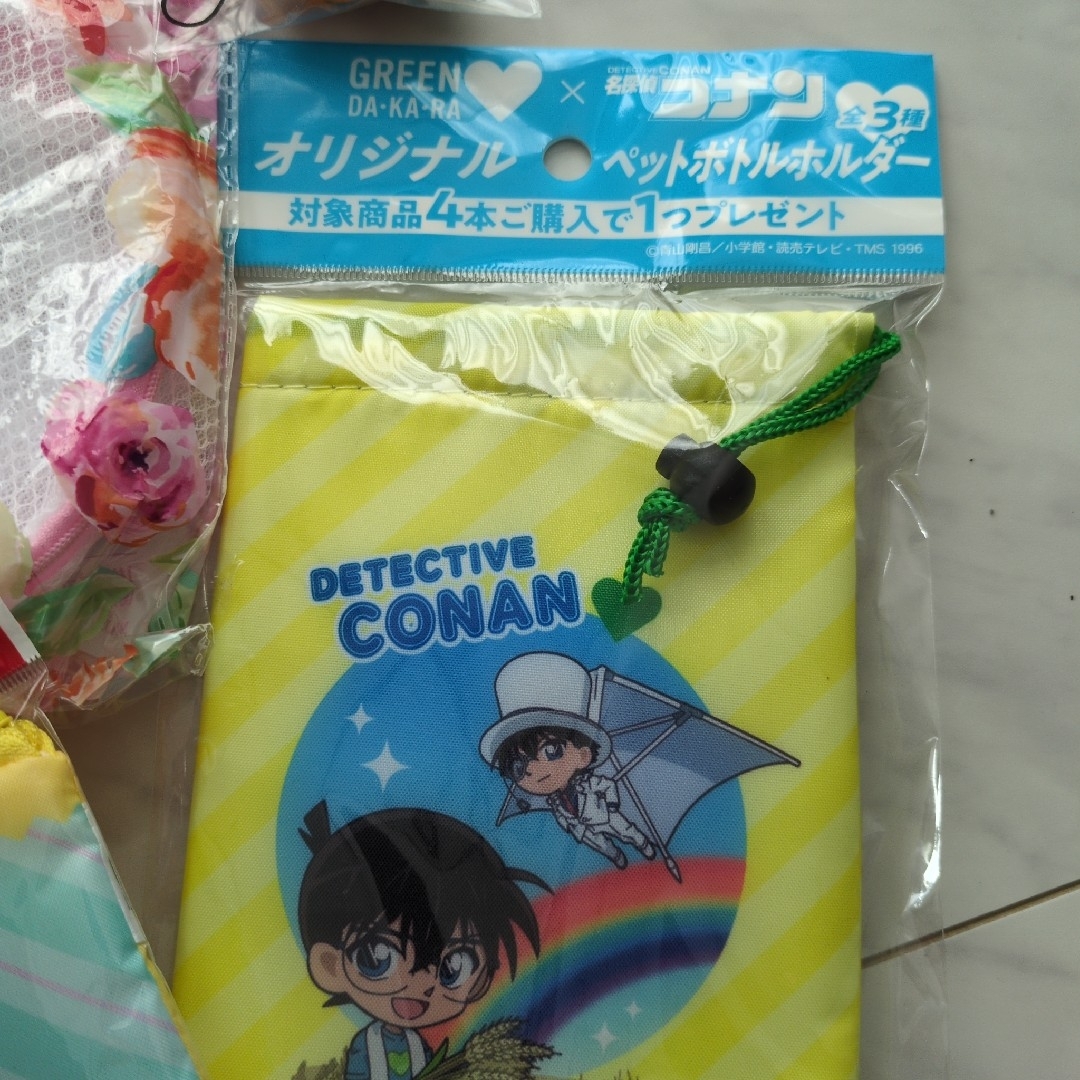 GREEN
DA・KA・RA
×
DETECTIVE CONAN
名探偵
コナン
全3種
オリジナル
ペットボトルホルダー
対象商品4本ご購入で1つプレゼント
©青山剛昌/小学館・読売テレビ・TMS 1996
DETECTIVE
CONAN